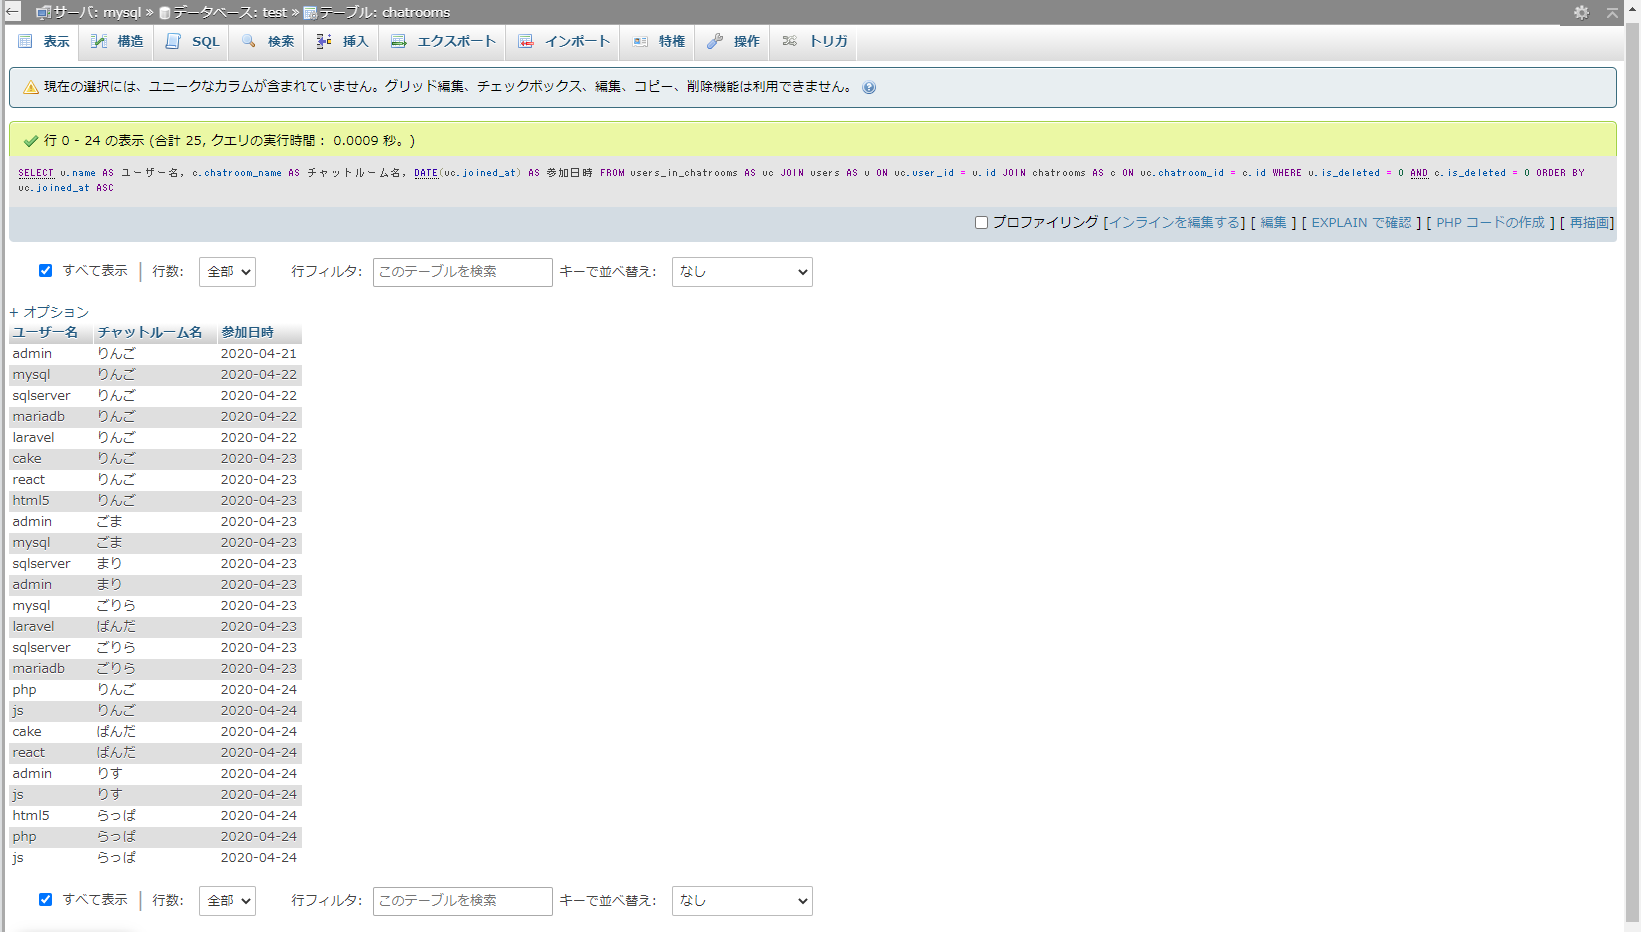 サーバ: mysql » データベース: test » テーブル: chatrooms
表示 構造 SQL 検索 挿入 エクスポート インポート 特権 操作 トリガ
現在の選択には、ユニークなカラムが含まれていません。グリッド編集、チェックボックス、編集、コピー、削除機能は利用できません。
行 0 - 24 の表示 (合計 25, クエリの実行時間： 0.0009 秒。)
SELECT u.name AS ユーザー名, c.chatroom_name AS チャットルーム名, DATE(uc.joined_at) AS 参加日時 FROM users_in_chatrooms AS uc JOIN users AS u ON uc.user_id = u.id JOIN chatrooms AS c ON uc.chatroom_id = c.id WHERE u.is_deleted = 0 AND c.is_deleted = 0 ORDER BY
uc.joined_at ASC
プロファイリング [インラインを編集する] [ 編集 ] [ EXPLAIN で確認 ] [ PHP コードの作成 ] [ 再描画]
すべて表示 | 行数: 全部 行フィルタ: このテーブルを検索 キーで並べ替え: なし
+ オプション
ユーザー名 チャットルーム名 参加日時
admin りんご 2020-04-21
mysql りんご 2020-04-22
sqlserver りんご 2020-04-22
mariadb りんご 2020-04-22
laravel りんご 2020-04-22
cake りんご 2020-04-23
react りんご 2020-04-23
html5 りんご 2020-04-23
admin ごま 2020-04-23
mysql ごま 2020-04-23
sqlserver まり 2020-04-23
admin まり 2020-04-23
mysql ごりら 2020-04-23
laravel ぱんだ 2020-04-23
sqlserver ごりら 2020-04-23
mariadb ごりら 2020-04-23
php りんご 2020-04-24
js りんご 2020-04-24
cake ぱんだ 2020-04-24
react ぱんだ 2020-04-24
admin りす 2020-04-24
js りす 2020-04-24
html5 らっぱ 2020-04-24
php らっぱ 2020-04-24
js らっぱ 2020-04-24
すべて表示 | 行数: 全部 行フィルタ: このテーブルを検索 キーで並べ替え: なし